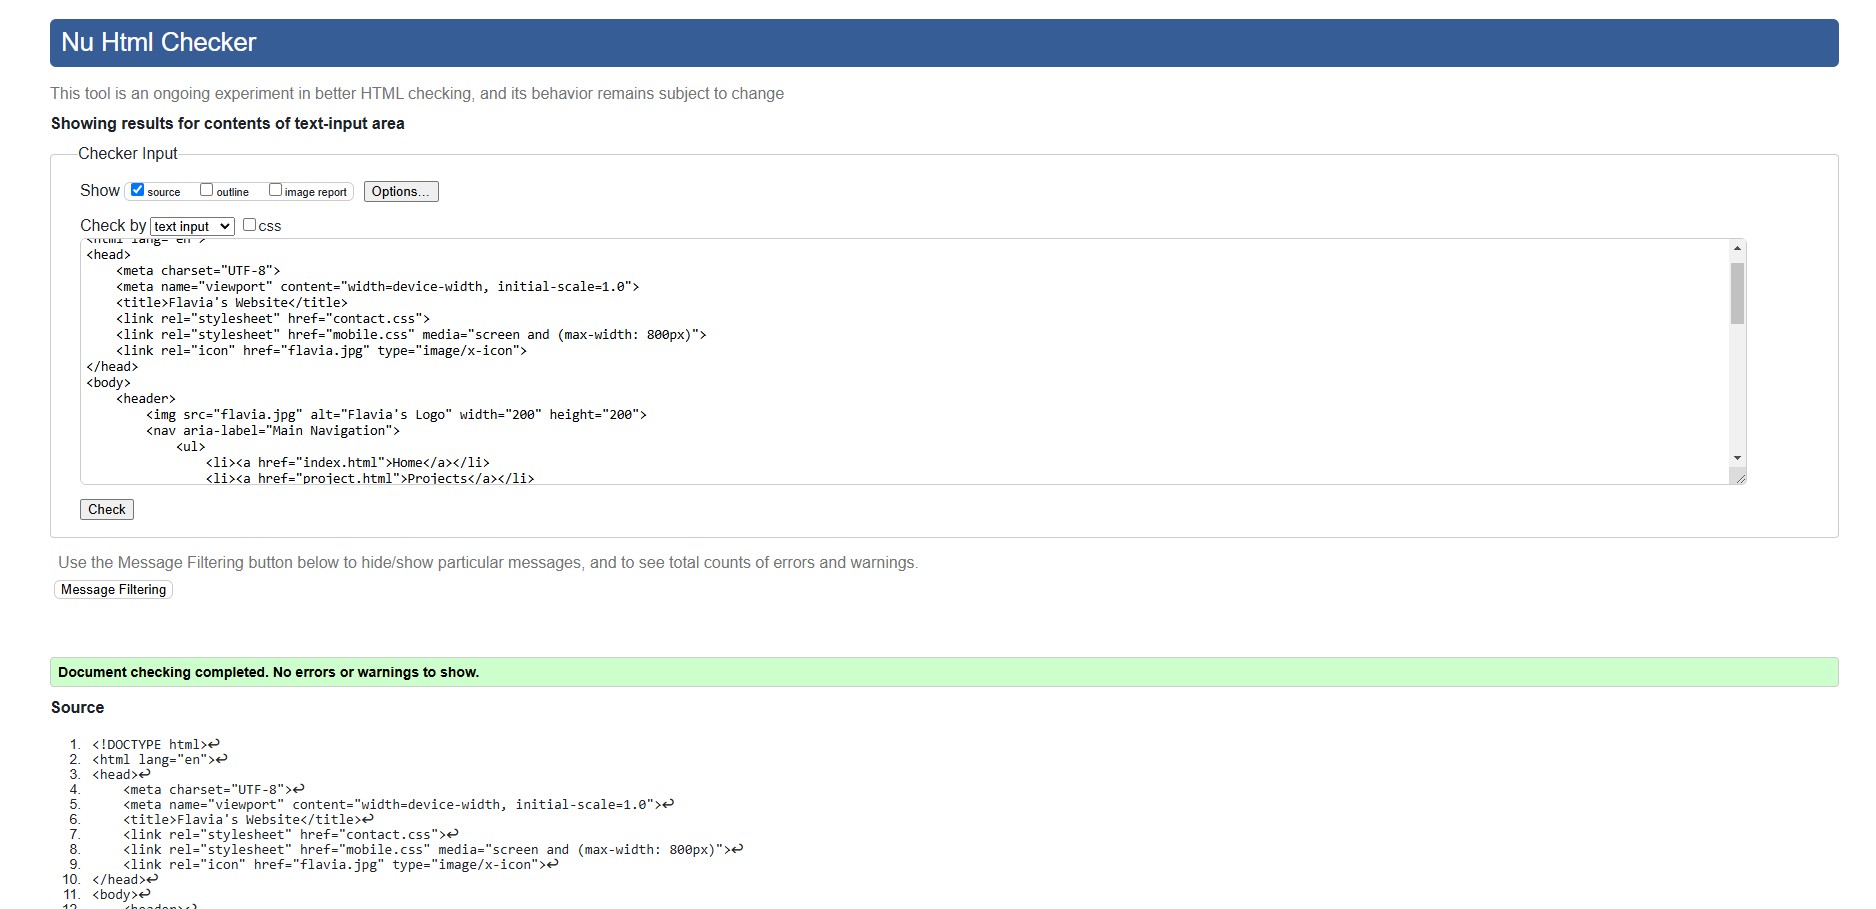 Nu Html Checker
This tool is an ongoing experiment in better HTML checking, and its behavior remains subject to change
Showing results for contents of text-input area
Checker Input
Show source outline image report Options...
Check by text input css
<html lang="en">
<head>
    <meta charset="UTF-8">
    <meta name="viewport" content="width=device-width, initial-scale=1.0">
    <title>Flavia's Website</title>
    <link rel="stylesheet" href="contact.css">
    <link rel="stylesheet" href="mobile.css" media="screen and (max-width: 800px)">
    <link rel="icon" href="flavia.jpg" type="image/x-icon">
</head>
<body>
    <header>
        <img src="flavia.jpg" alt="Flavia's Logo" width="200" height="200">
        <nav aria-label="Main Navigation">
            <ul>
                <li><a href="index.html">Home</a></li>
                <li><a href="project.html">Projects</a></li>
Check
Use the Message Filtering button below to hide/show particular messages, and to see total counts of errors and warnings.
Message Filtering
Document checking completed. No errors or warnings to show.
Source
1. <!DOCTYPE html>↩
2. <html lang="en">↩
3. <head>↩
4.     <meta charset="UTF-8">↩
5.     <meta name="viewport" content="width=device-width, initial-scale=1.0">↩
6.     <title>Flavia's Website</title>↩
7.     <link rel="stylesheet" href="contact.css">↩
8.     <link rel="stylesheet" href="mobile.css" media="screen and (max-width: 800px)">↩
9.     <link rel="icon" href="flavia.jpg" type="image/x-icon">↩
10. </head>↩
11. <body>↩
12.     <header>↩